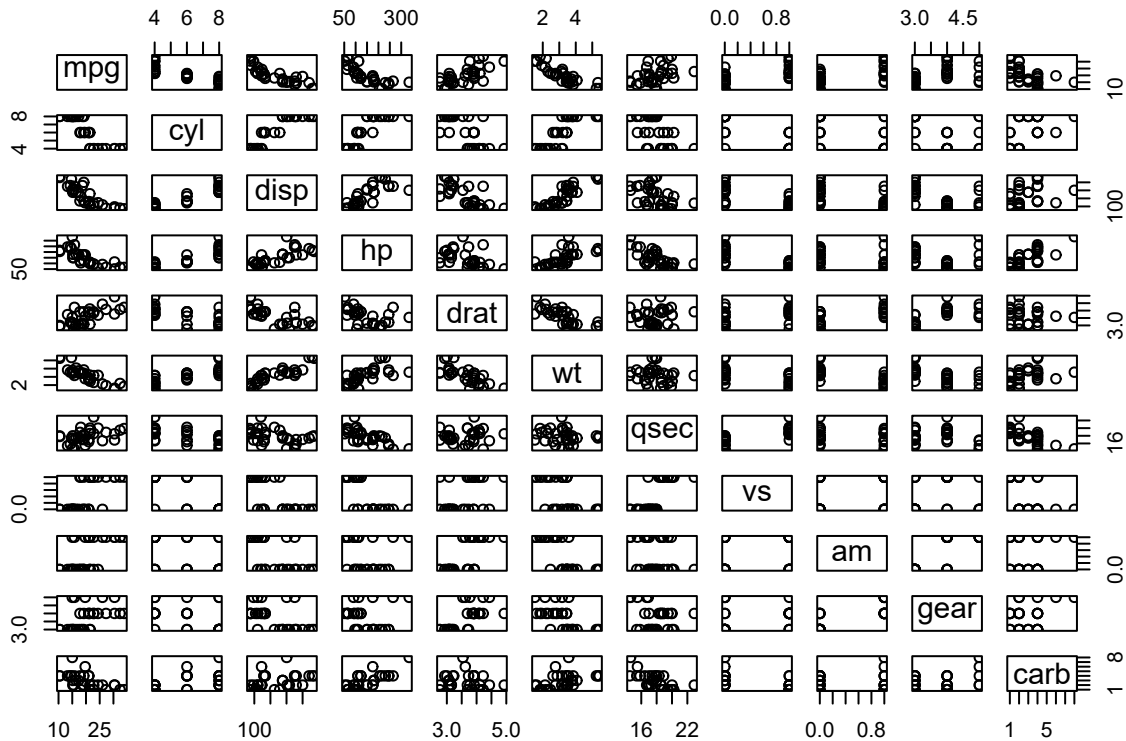 4 6 8 50 300 2 4 0.0 0.8 3.0 4.5
mpg 10
8 4 cyl
disp 100
50 hp
drat 3.0
2 wt
qsec 16
0.0 vs
am 0.0
3.0 gear
carb 1 8
10 25 100 3.0 5.0 16 22 0.0 0.8 1 5